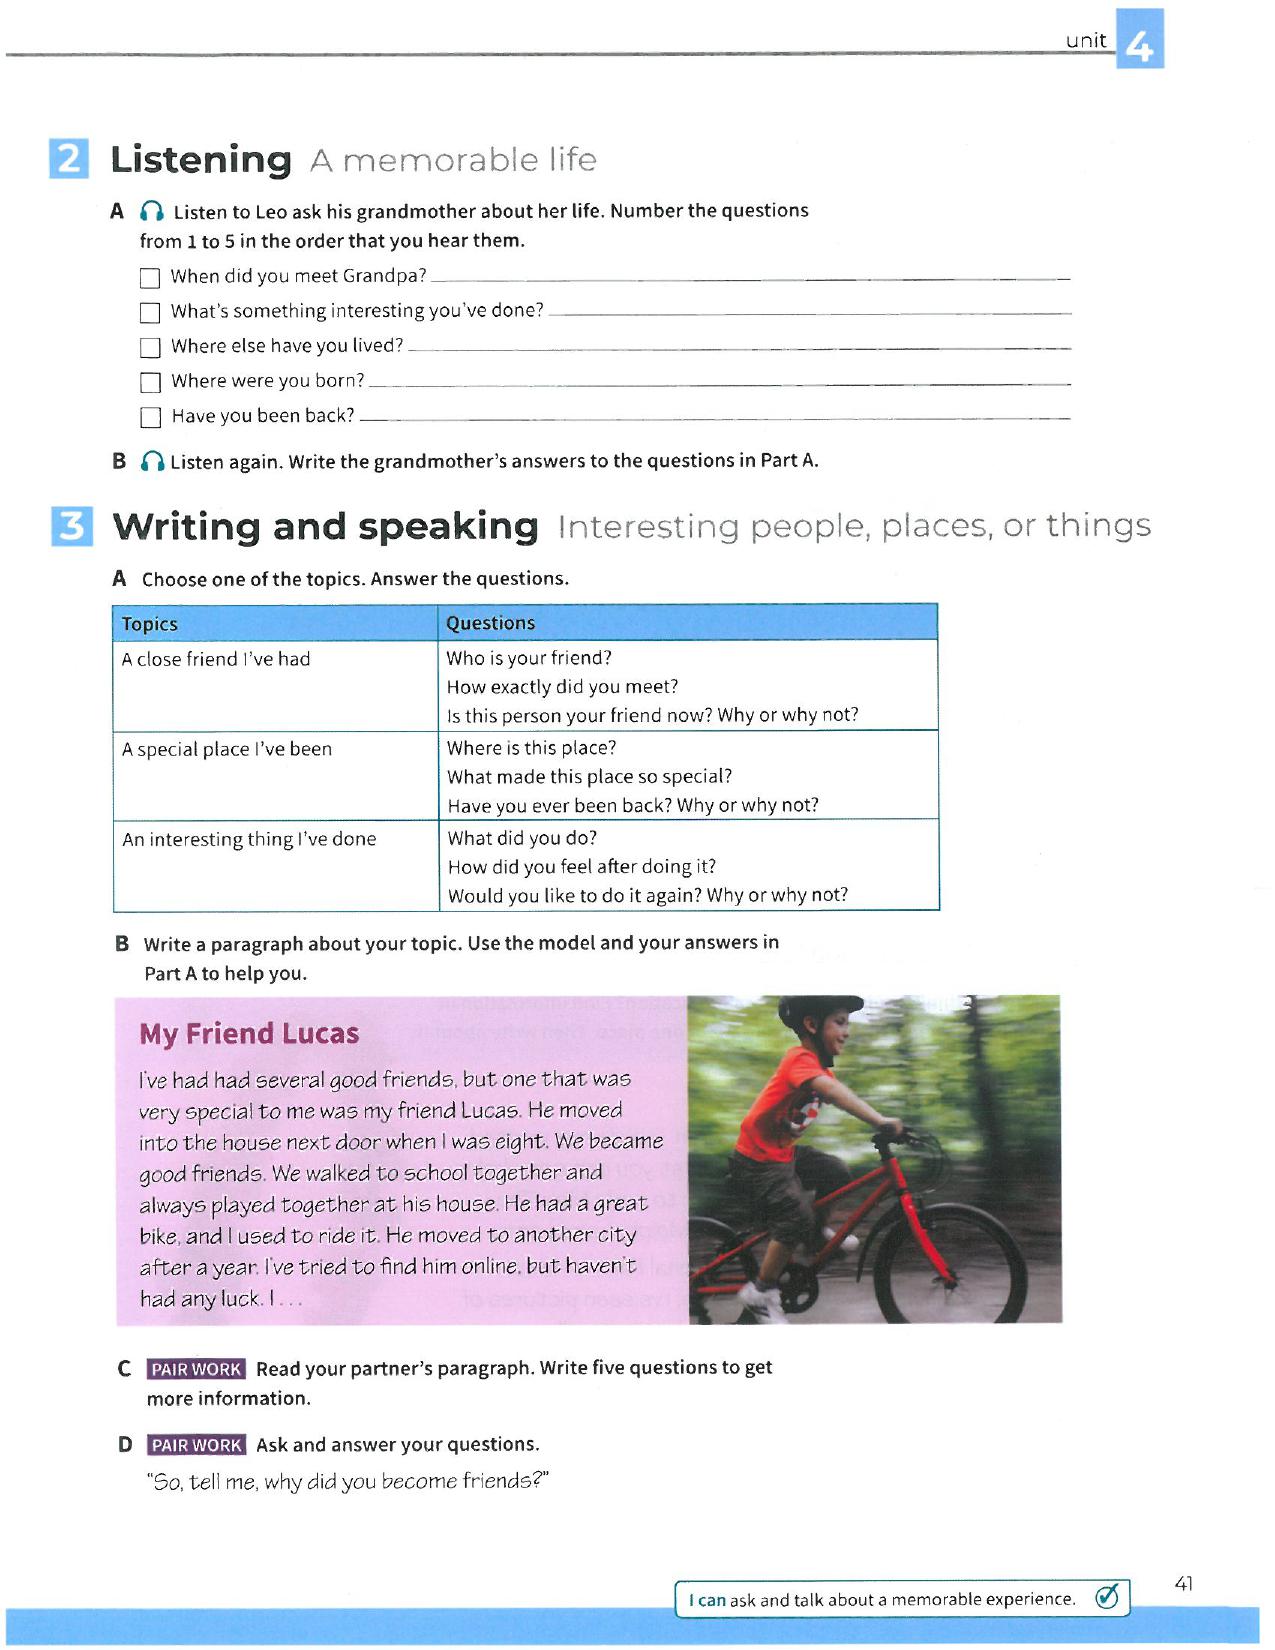 unit 4
2 Listening A memorable life
A Listen to Leo ask his grandmother about her life. Number the questions
from 1 to 5 in the order that you hear them.
When did you meet Grandpa?
What's something interesting you've done?
Where else have you lived?
Where were you born?
Have you been back?
B Listen again. Write the grandmother's answers to the questions in Part A.
3 Writing and speaking Interesting people, places, or things
A Choose one of the topics. Answer the questions.
Topics Questions
A close friend I've had Who is your friend?
How exactly did you meet?
Is this person your friend now? Why or why not?
A special place I've been Where is this place?
What made this place so special?
Have you ever been back? Why or why not?
An interesting thing I've done What did you do?
How did you feel after doing it?
Would you like to do it again? Why or why not?
B Write a paragraph about your topic. Use the model and your answers in
Part A to help you.
My Friend Lucas
I've had had several good friends, but one that was
very special to me was my friend Lucas. He moved
into the house next door when I was eight. We became
good friends. We walked to school together and
always played together at his house. He had a great
bike, and I used to ride it. He moved to another city
after a year. I've tried to find him online, but haven't
had any luck. I ...
C PAIR WORK Read your partner's paragraph. Write five questions to get
more information.
D PAIR WORK Ask and answer your questions.
"So, tell me, why did you become friends?"
I can ask and talk about a memorable experience.
41